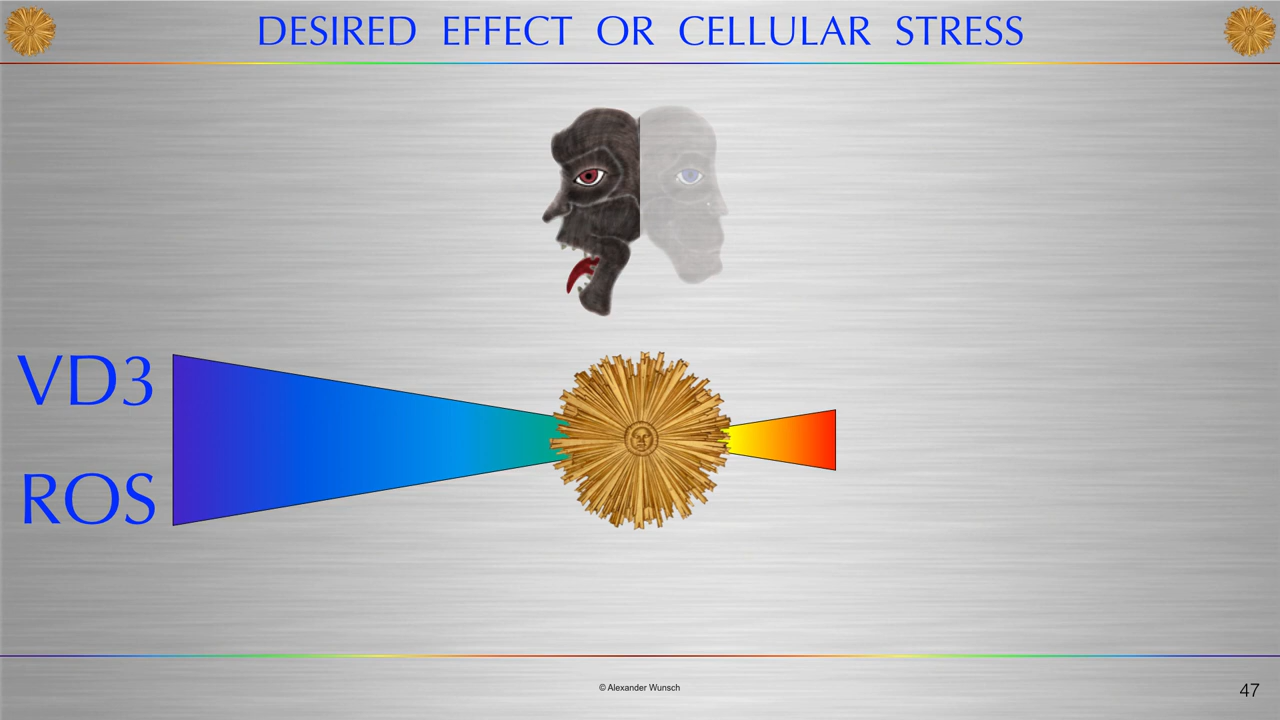 DESIRED EFFECT OR CELLULAR STRESS
VD3
ROS
© Alexander Wunsch
47